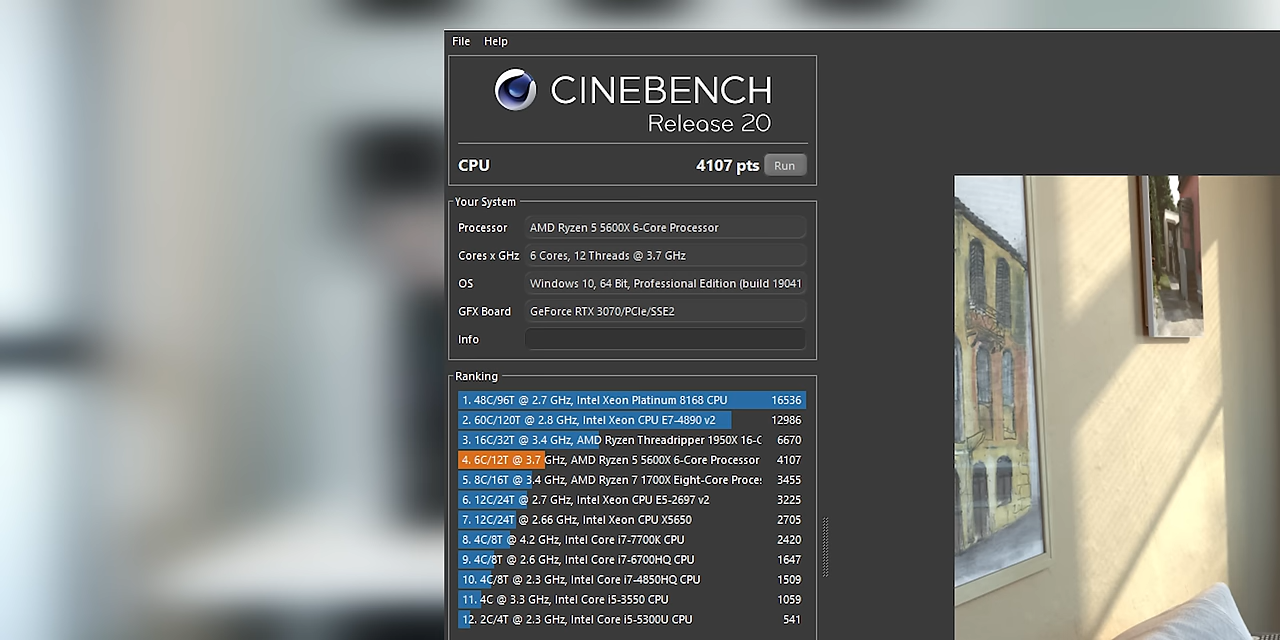 File Help
CINEBENCH
Release 20
CPU 4107 pts Run
Your System
Processor AMD Ryzen 5 5600X 6-Core Processor
Cores x GHz 6 Cores, 12 Threads @ 3.7 GHz
OS Windows 10, 64 Bit, Professional Edition (build 19041
GFX Board GeForce RTX 3070/PCIe/SSE2
Info
Ranking
1. 48C/96T @ 2.7 GHz, Intel Xeon Platinum 8168 CPU 16536
2. 60C/120T @ 2.8 GHz, Intel Xeon CPU E7-4890 v2 12986
3. 16C/32T @ 3.4 GHz, AMD Ryzen Threadripper 1950X 16-C 6670
4. 6C/12T @ 3.7 GHz, AMD Ryzen 5 5600X 6-Core Processor 4107
5. 8C/16T @ 3.4 GHz, AMD Ryzen 7 1700X Eight-Core Proces 3455
6. 12C/24T @ 2.7 GHz, Intel Xeon CPU E5-2697 v2 3225
7. 12C/24T @ 2.66 GHz, Intel Xeon CPU X5650 2705
8. 4C/8T @ 4.2 GHz, Intel Core i7-7700K CPU 2420
9. 4C/8T @ 2.6 GHz, Intel Core i7-6700HQ CPU 1647
10. 4C/8T @ 2.3 GHz, Intel Core i7-4850HQ CPU 1509
11. 4C @ 3.3 GHz, Intel Core i5-3550 CPU 1059
12. 2C/4T @ 2.3 GHz, Intel Core i5-5300U CPU 541